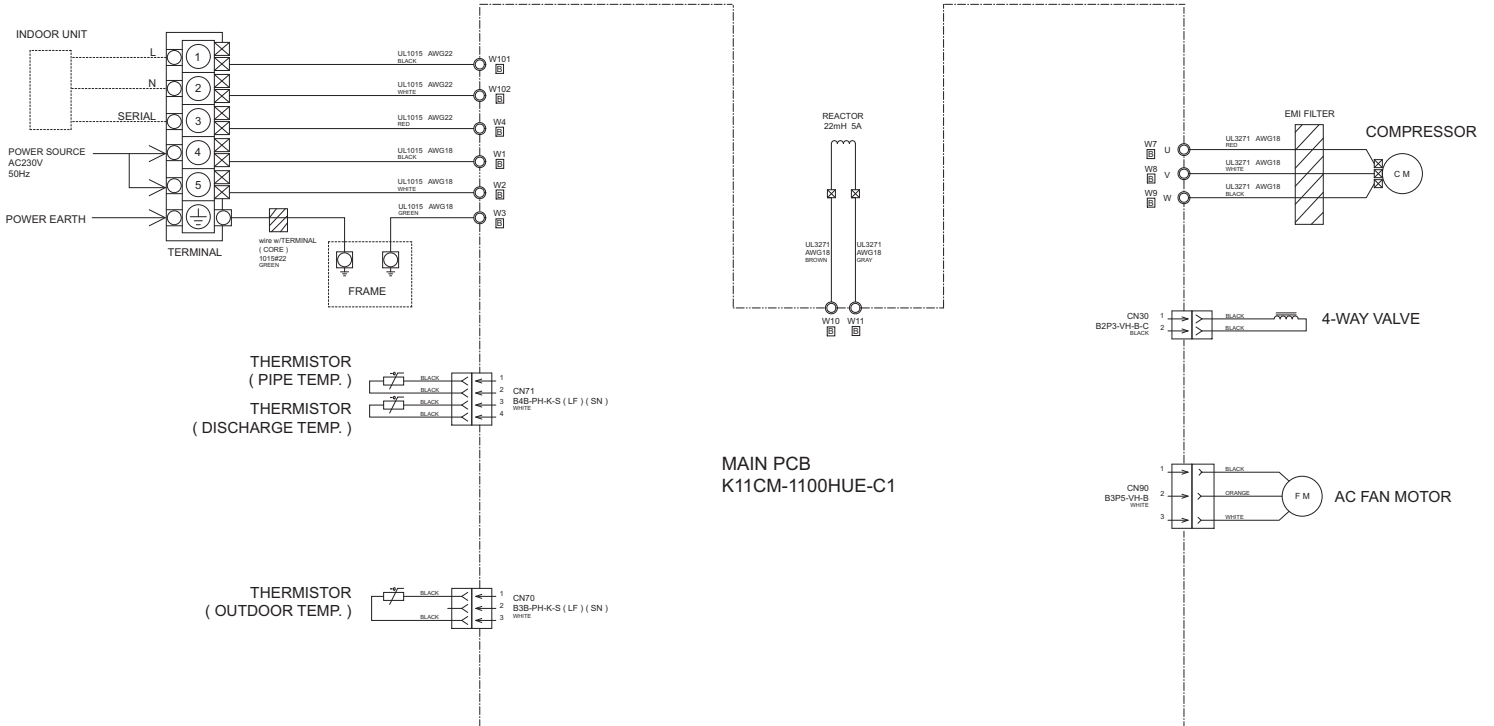 INDOOR UNIT
L
N
SERIAL
POWER SOURCE
AC230V
50Hz
POWER EARTH
1
2
3
4
5
TERMINAL
UL1015 AWG22
BLACK
W101
B
UL1015 AWG22
WHITE
W102
B
UL1015 AWG22
RED
W4
B
UL1015 AWG18
BLACK
W1
B
UL1015 AWG18
WHITE
W2
B
UL1015 AWG18
GREEN
W3
B
wire w/TERMINAL
( CORE )
1015#22
GREEN
FRAME
REACTOR
22mH 5A
UL3271
AWG18
BROWN
UL3271
AWG18
GRAY
W10
B
W11
B
EMI FILTER
COMPRESSOR
W7
B
U
UL3271 AWG18
RED
W8
B
V
UL3271 AWG18
WHITE
W9
B
W
UL3271 AWG18
BLACK
C M
CN30
B2P3-VH-B-C
BLACK
1
2
BLACK
BLACK
4-WAY VALVE
THERMISTOR
( PIPE TEMP. )
THERMISTOR
( DISCHARGE TEMP. )
BLACK
BLACK
BLACK
BLACK
1
2
3
4
CN71
B4B-PH-K-S ( LF ) ( SN )
WHITE
MAIN PCB
K11CM-1100HUE-C1
CN90
B3P5-VH-B
WHITE
1
2
3
BLACK
ORANGE
WHITE
F M
AC FAN MOTOR
THERMISTOR
( OUTDOOR TEMP. )
BLACK
BLACK
1
2
3
CN70
B3B-PH-K-S ( LF ) ( SN )
WHITE